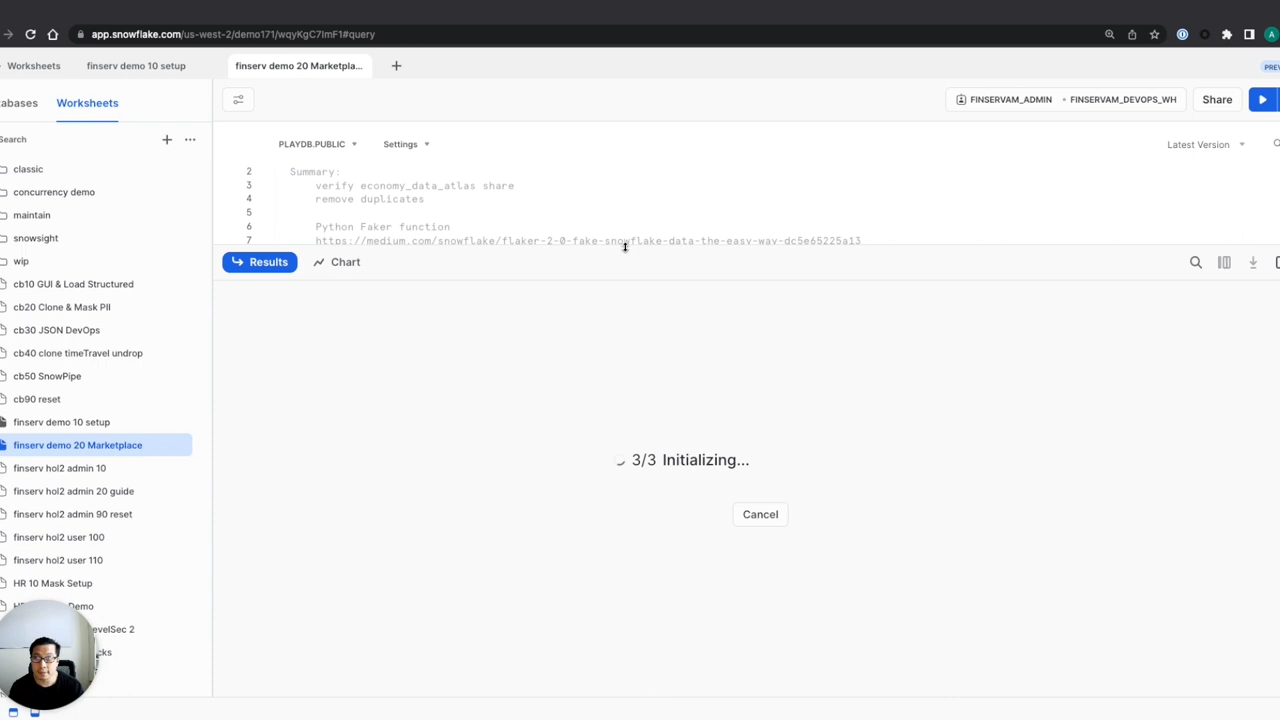 app.snowflake.com/us-west-2/demo171/wqyKgC7ImF1#query
A
Worksheets
finserv demo 10 setup
finserv demo 20 Marketpla...
PREV
abases
Worksheets
FINSERVAM_ADMIN • FINSERVAM_DEVOPS_WH
Share
Search
PLAYDB.PUBLIC
Settings
Latest Version
classic
concurrency demo
maintain
snowsight
wip
cb10 GUI & Load Structured
cb20 Clone & Mask PII
cb30 JSON DevOps
cb40 clone timeTravel undrop
cb50 SnowPipe
cb90 reset
finserv demo 10 setup
finserv demo 20 Marketplace
finserv hol2 admin 10
finserv hol2 admin 20 guide
finserv hol2 admin 90 reset
finserv hol2 user 100
finserv hol2 user 110
HR 10 Mask Setup
Demo
evelSec 2
cks
2 Summary:
3 verify economy_data_atlas share
4 remove duplicates
5
6 Python Faker function
7 https://medium.com/snowflake/flaker-2-0-fake-snowflake-data-the-easy-way-dc5e65225a13
Results
Chart
3/3 Initializing...
Cancel